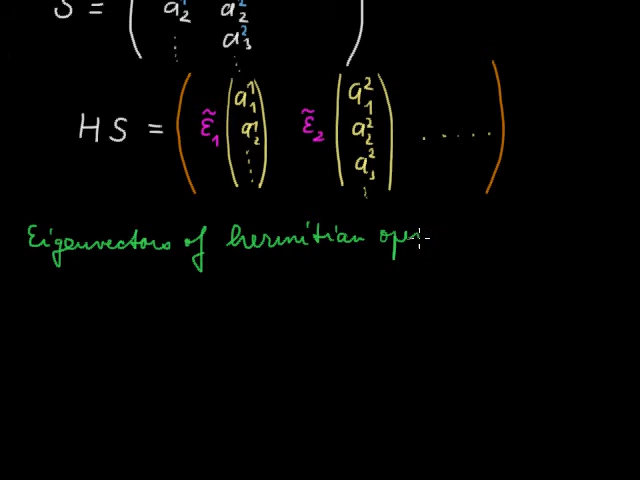 S = ( a₂¹ a₂² a₃² )
HS = ( ε̃₁ ( a₁¹ a₂¹ ⋮ ) ε̃₂ ( a₁² a₂² a₃² ⋮ ) ..... )
Eigenvectors of hermitian ope